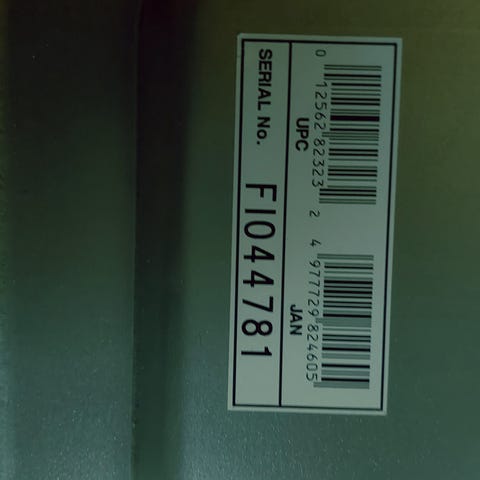 0 12562 82323 2
4 977729 824605
UPC
JAN
SERIAL No. FI044781